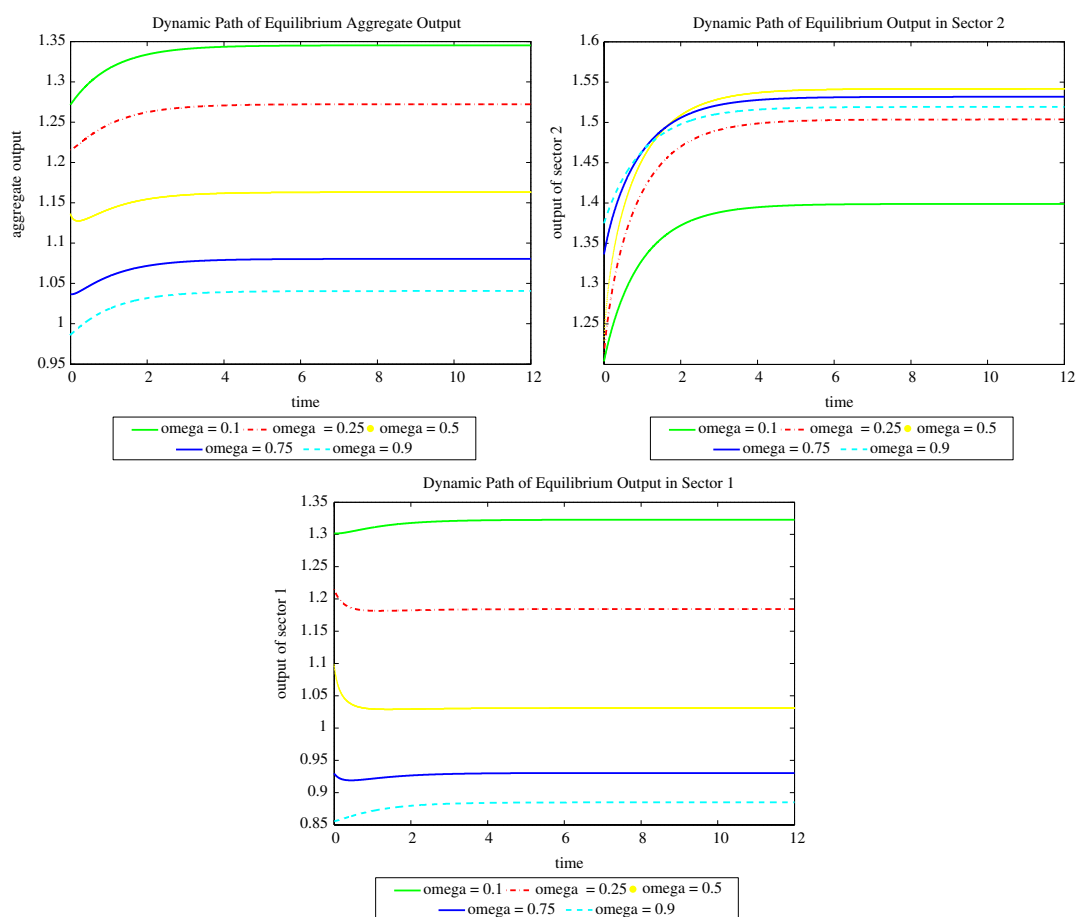 Dynamic Path of Equilibrium Aggregate Output
1.35
1.3
1.25
1.2
1.15
1.1
1.05
1
0.95
aggregate output
0 2 4 6 8 10 12
time
omega = 0.1 omega = 0.25 omega = 0.5
omega = 0.75 omega = 0.9
Dynamic Path of Equilibrium Output in Sector 2
1.6
1.55
1.5
1.45
1.4
1.35
1.3
1.25
1.2
output of sector 2
0 2 4 6 8 10 12
time
omega = 0.1 omega = 0.25 omega = 0.5
omega = 0.75 omega = 0.9
Dynamic Path of Equilibrium Output in Sector 1
1.35
1.3
1.25
1.2
1.15
1.1
1.05
1
0.95
0.9
0.85
output of sector 1
0 2 4 6 8 10 12
time
omega = 0.1 omega = 0.25 omega = 0.5
omega = 0.75 omega = 0.9